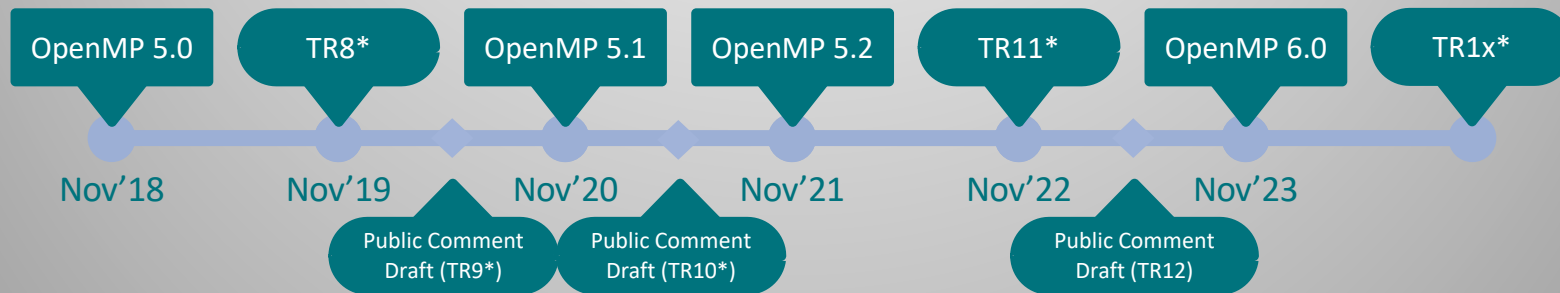 OpenMP 5.0
TR8*
OpenMP 5.1
OpenMP 5.2
TR11*
OpenMP 6.0
TR1x*
Nov’18
Nov’19
Nov’20
Nov’21
Nov’22
Nov’23
Public Comment
Draft (TR9*)
Public Comment
Draft (TR10*)
Public Comment
Draft (TR12)